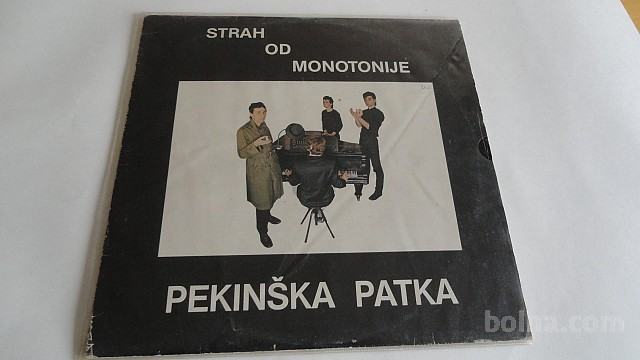 STRAH
OD
MONOTONIJE
PEKINŠKA PATKA
bolha.com